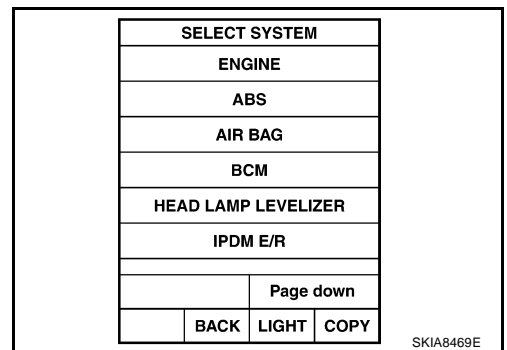 SELECT SYSTEM
ENGINE
ABS
AIR BAG
BCM
HEAD LAMP LEVELIZER
IPDM E/R
Page down
BACK LIGHT COPY
SKIA8469E